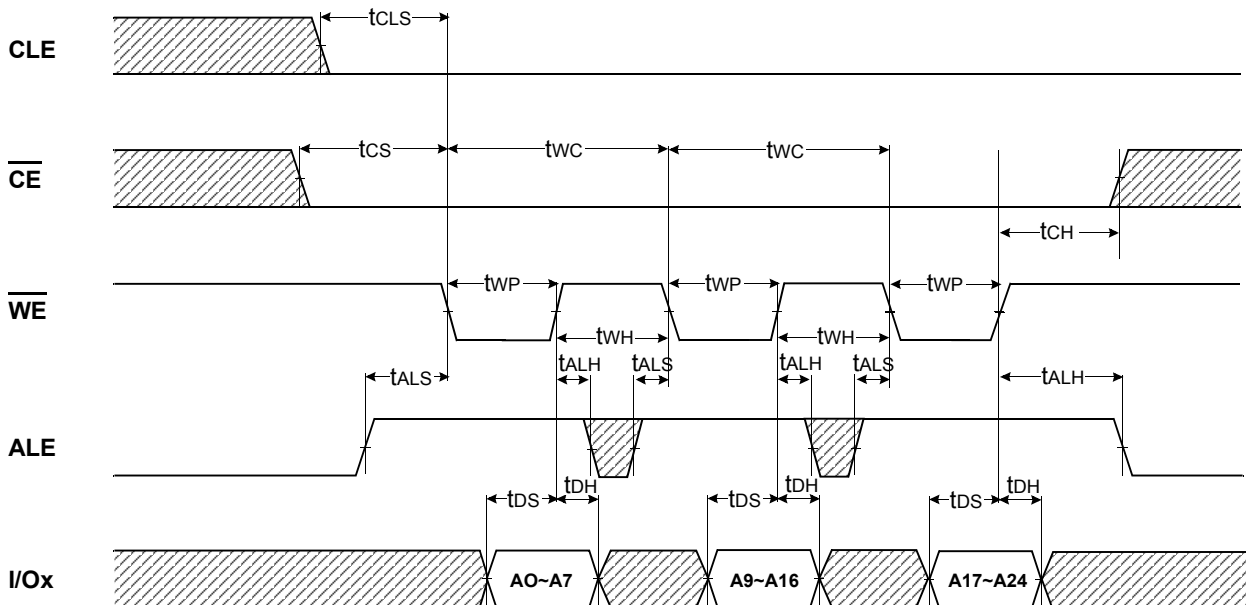 tCLS
CLE
tCS tWC tWC
CE
tCH
tWP tWP tWP
WE
tWH tWH
tALS tALH tALS tALH tALS tALH
ALE
tDS tDH tDS tDH tDS tDH
I/Ox AO~A7 A9~A16 A17~A24